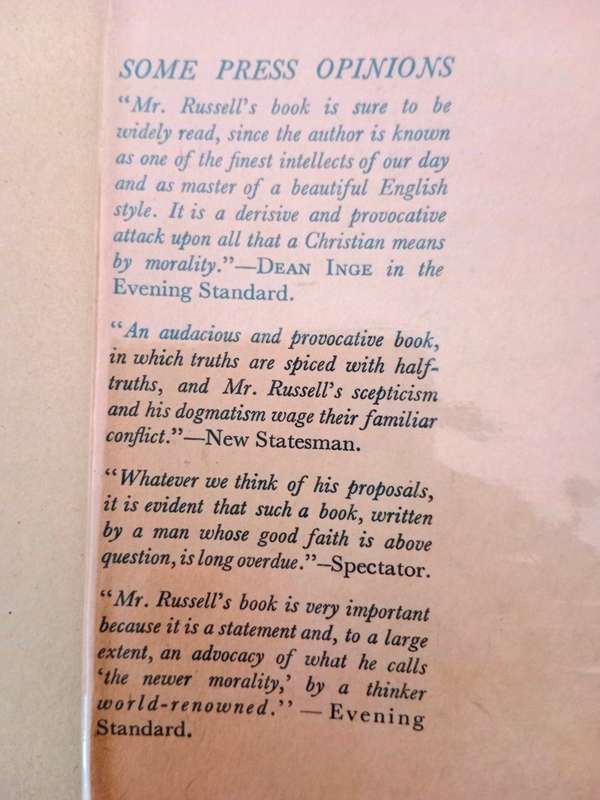 SOME PRESS OPINIONS
“Mr. Russell’s book is sure to be
widely read, since the author is known
as one of the finest intellects of our day
and as master of a beautiful English
style. It is a derisive and provocative
attack upon all that a Christian means
by morality.”—DEAN INGE in the
Evening Standard.
“An audacious and provocative book,
in which truths are spiced with half-
truths, and Mr. Russell’s scepticism
and his dogmatism wage their familiar
conflict.”—New Statesman.
“Whatever we think of his proposals,
it is evident that such a book, written
by a man whose good faith is above
question, is long overdue.”—Spectator.
“Mr. Russell’s book is very important
because it is a statement and, to a large
extent, an advocacy of what he calls
‘the newer morality,’ by a thinker
world-renowned.”—Evening
Standard.